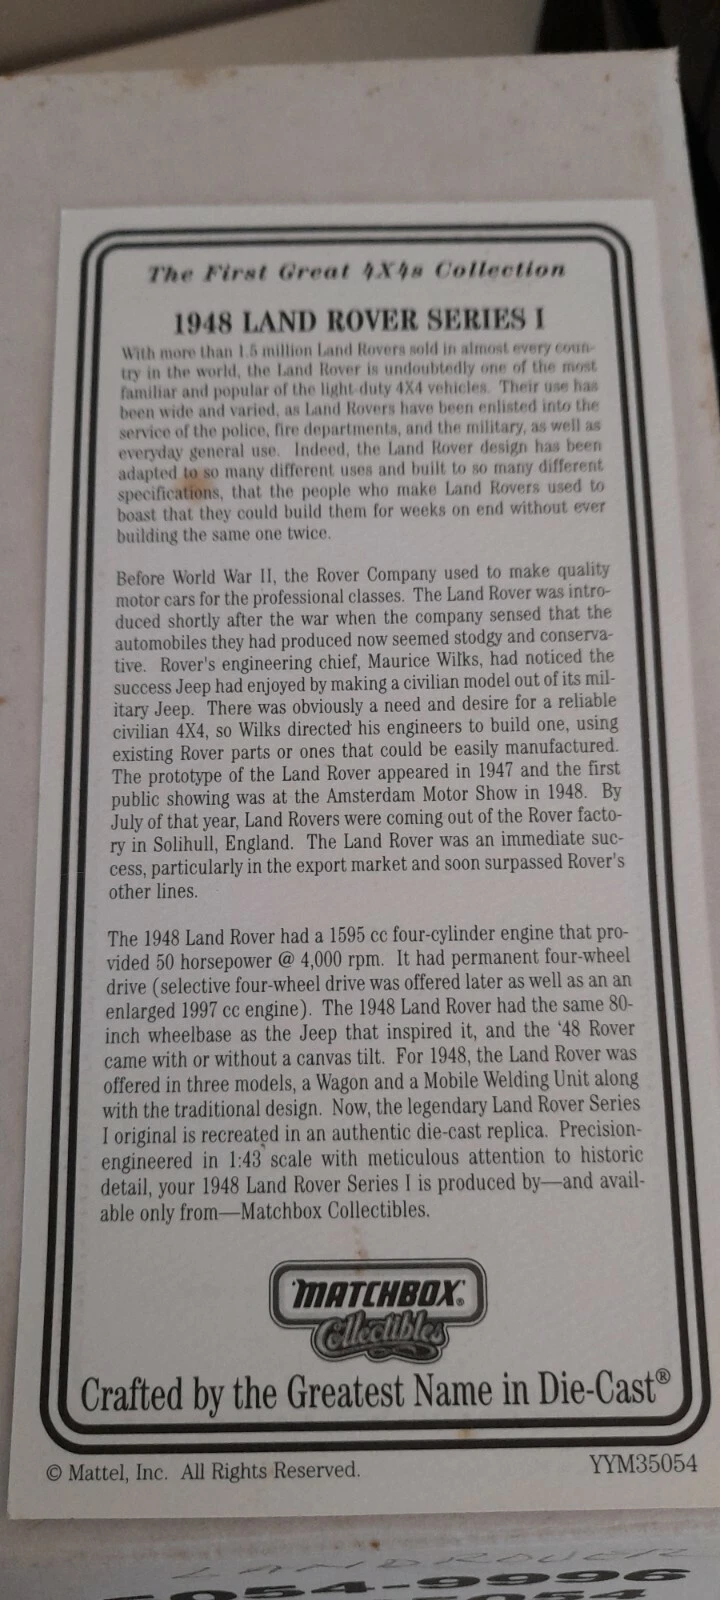 The First Great 4X4s Collection
1948 LAND ROVER SERIES I
With more than 1.5 million Land Rovers sold in almost every coun-
try in the world, the Land Rover is undoubtedly one of the most
familiar and popular of the light-duty 4X4 vehicles. Their use has
been wide and varied, as Land Rovers have been enlisted into the
service of the police, fire departments, and the military, as well as
everyday general use. Indeed, the Land Rover design has been
adapted to so many different uses and built to so many different
specifications, that the people who make Land Rovers used to
boast that they could build them for weeks on end without ever
building the same one twice.
Before World War II, the Rover Company used to make quality
motor cars for the professional classes. The Land Rover was intro-
duced shortly after the war when the company sensed that the
automobiles they had produced now seemed stodgy and conserva-
tive. Rover's engineering chief, Maurice Wilks, had noticed the
success Jeep had enjoyed by making a civilian model out of its mil-
itary Jeep. There was obviously a need and desire for a reliable
civilian 4X4, so Wilks directed his engineers to build one, using
existing Rover parts or ones that could be easily manufactured.
The prototype of the Land Rover appeared in 1947 and the first
public showing was at the Amsterdam Motor Show in 1948. By
July of that year, Land Rovers were coming out of the Rover facto-
ry in Solihull, England. The Land Rover was an immediate suc-
cess, particularly in the export market and soon surpassed Rover's
other lines.
The 1948 Land Rover had a 1595 cc four-cylinder engine that pro-
vided 50 horsepower @ 4,000 rpm. It had permanent four-wheel
drive (selective four-wheel drive was offered later as well as an an
enlarged 1997 cc engine). The 1948 Land Rover had the same 80-
inch wheelbase as the Jeep that inspired it, and the '48 Rover
came with or without a canvas tilt. For 1948, the Land Rover was
offered in three models, a Wagon and a Mobile Welding Unit along
with the traditional design. Now, the legendary Land Rover Series
I original is recreated in an authentic die-cast replica. Precision-
engineered in 1:43 scale with meticulous attention to historic
detail, your 1948 Land Rover Series I is produced by—and avail-
able only from—Matchbox Collectibles.
MATCHBOX®
Collectibles
Crafted by the Greatest Name in Die-Cast®
© Mattel, Inc. All Rights Reserved. YYM35054
LANDROVER
054-9996